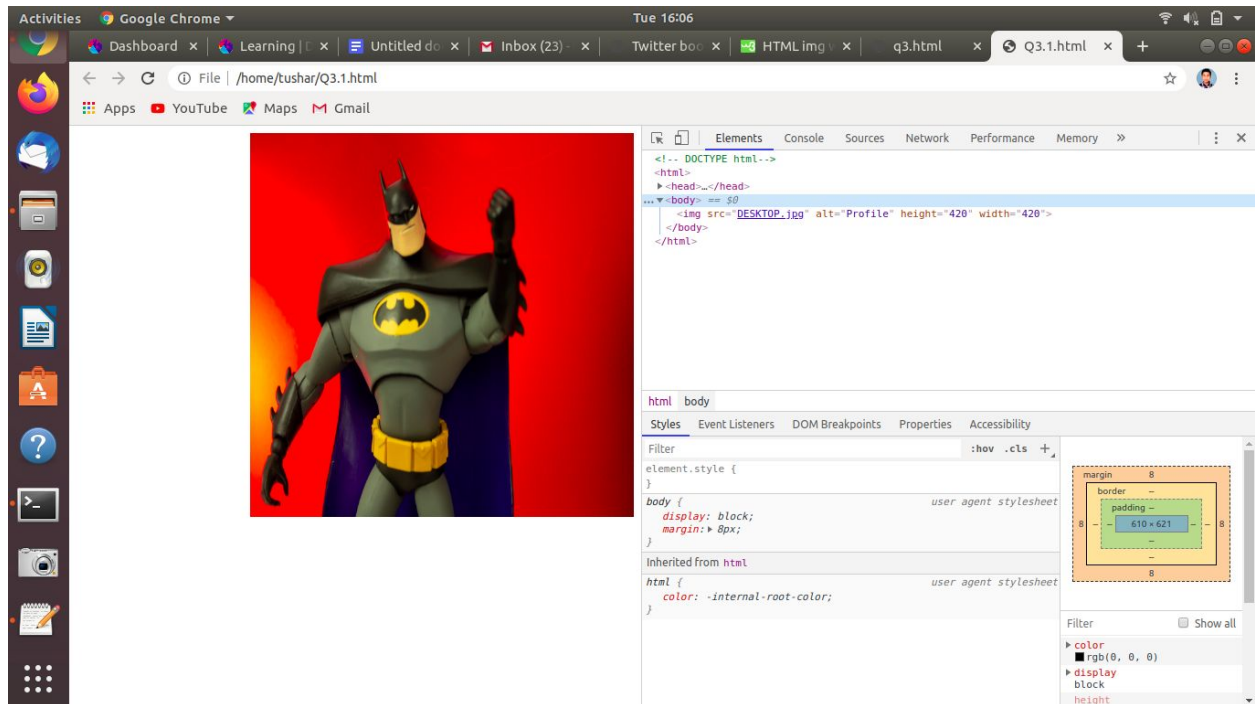 Activities Google Chrome ▾ Tue 16:06
Dashboard × Learning | D × Untitled do × Inbox (23) - × Twitter boo × HTML img w × q3.html × Q3.1.html × +
← → C ⓘ File | /home/tushar/Q3.1.html
Apps YouTube Maps M Gmail
Elements Console Sources Network Performance Memory » ⋮ ×
<!-- DOCTYPE html-->
<html>
▶<head>…</head>
... ▼<body> == $0
<img src="DESKTOP.jpg" alt="Profile" height="420" width="420">
</body>
</html>
html body
Styles Event Listeners DOM Breakpoints Properties Accessibility
Filter :hov .cls +
element.style {
}
body { user agent stylesheet
display: block;
margin:▶ 8px;
}
Inherited from html
html { user agent stylesheet
color: -internal-root-color;
}
margin 8
border –
padding –
8 – – 610 × 621 – – 8
–
–
8
Filter Show all
▶ color
rgb(0, 0, 0)
▶ display
block
height